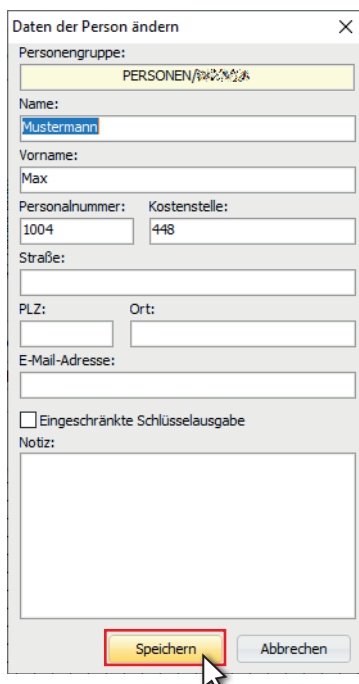 Daten der Person ändern
Personengruppe:
PERSONEN/
Name:
Mustermann
Vorname:
Max
Personalnummer: Kostenstelle:
1004 448
Straße:
PLZ: Ort:
E-Mail-Adresse:
Eingeschränkte Schlüsselausgabe
Notiz:
Speichern Abbrechen